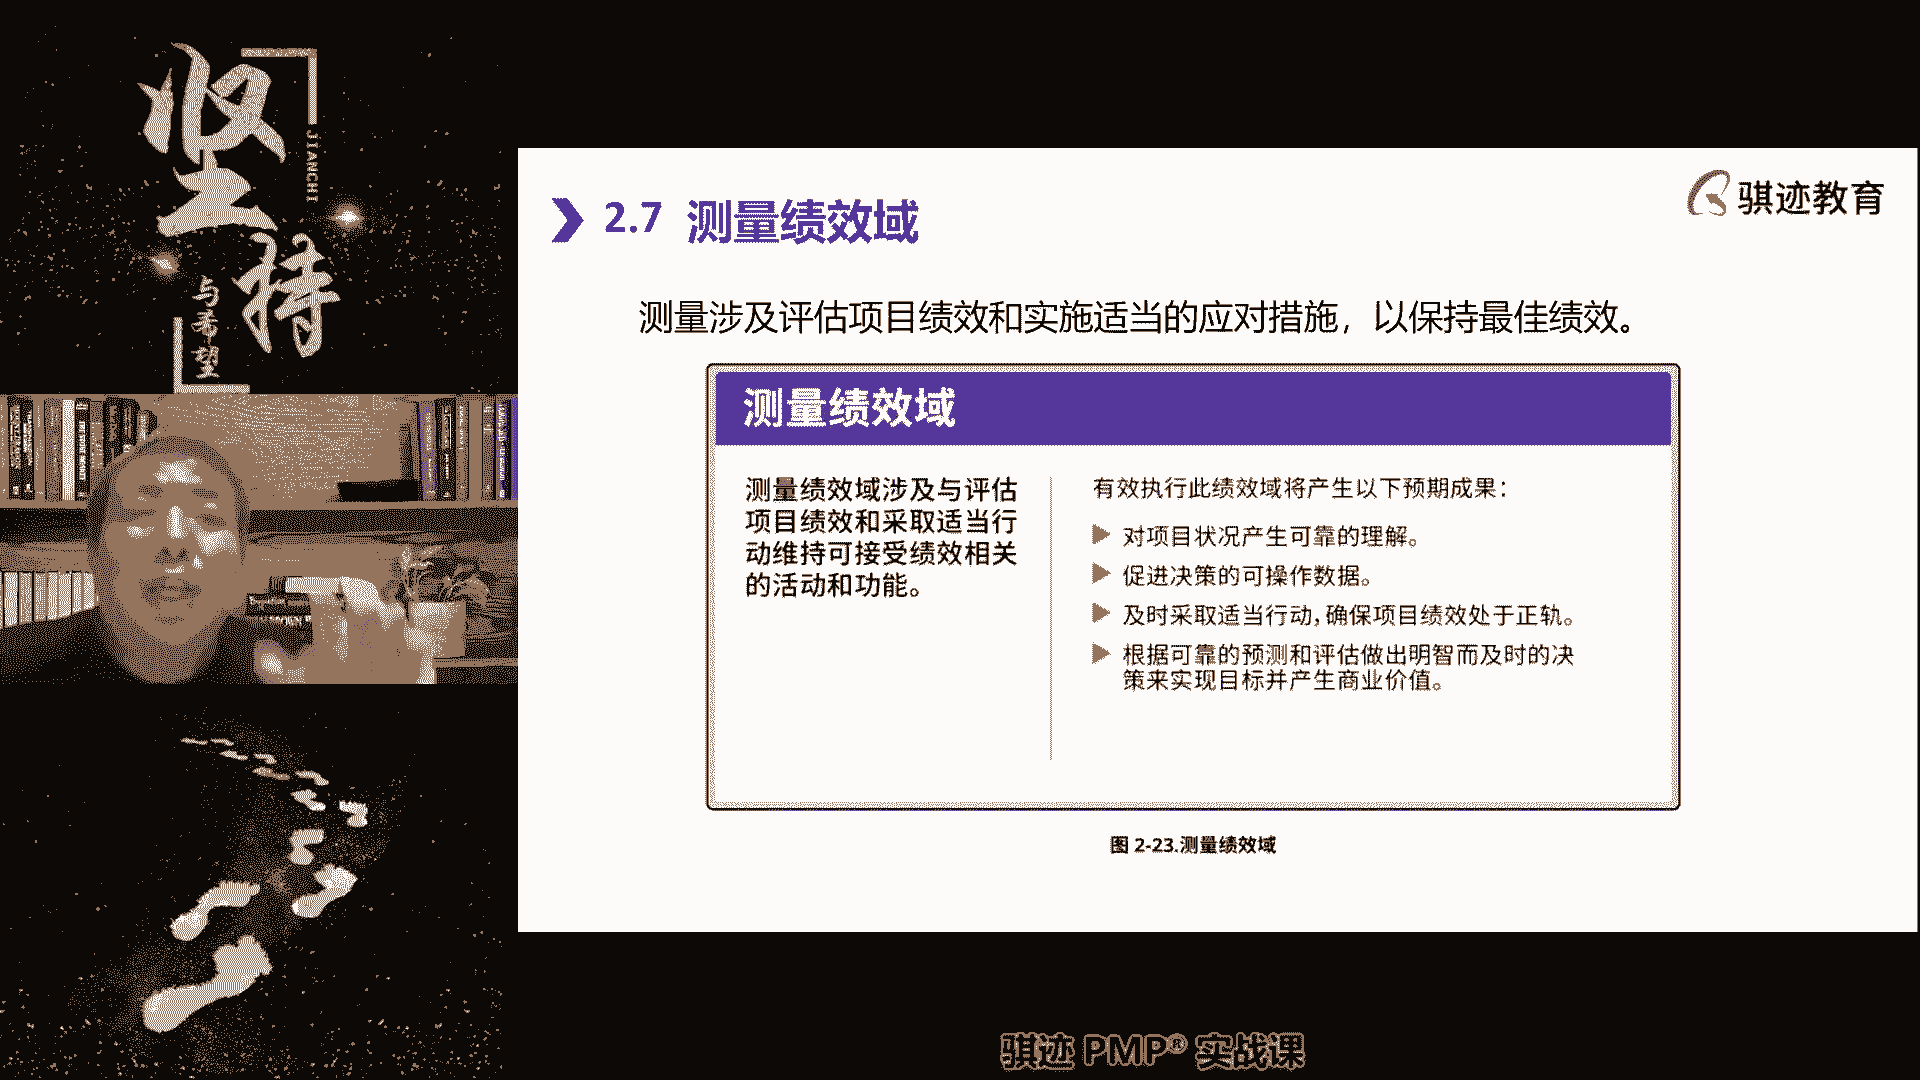 坚
JIANCHI
持
与希望
2.7 测量绩效域
骐迹教育
测量涉及评估项目绩效和实施适当的应对措施，以保持最佳绩效。
测量绩效域
测量绩效域涉及与评估
项目绩效和采取适当行
动维持可接受绩效相关
的活动和功能。
有效执行此绩效域将产生以下预期成果：
对项目状况产生可靠的理解。
促进决策的可操作数据。
及时采取适当行动，确保项目绩效处于正轨。
根据可靠的预测和评估做出明智而及时的决
策来实现目标并产生商业价值。
图 2-23.测量绩效域
骐迹 PMP® 实战课